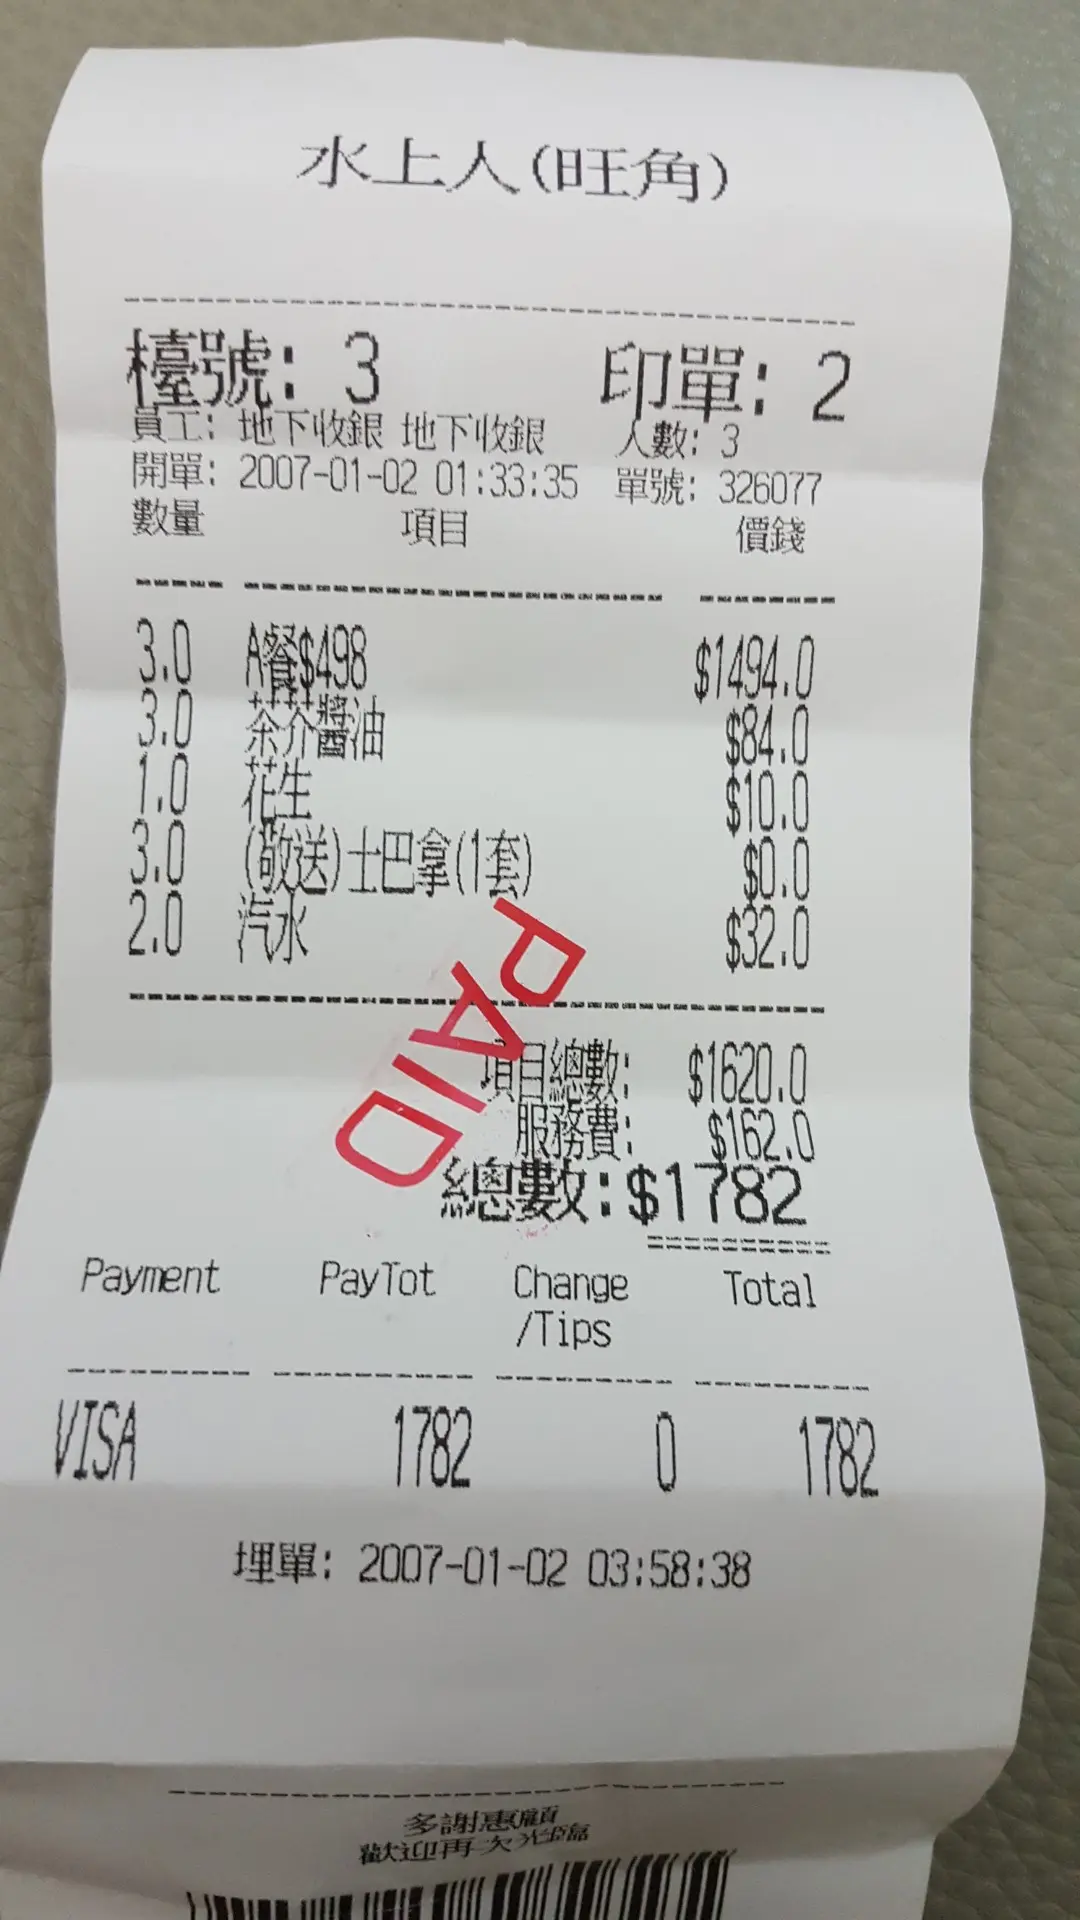 水上人(旺角)
檯號: 3 印單: 2
員工: 地下收銀 地下收銀 人數: 3
開單: 2007-01-02 01:33:35 單號: 326077
數量 項目 價錢
3.0 A餐$498 $1494.0
3.0 茶芥醬油 $84.0
1.0 花生 $10.0
3.0 (敬送)士巴拿(1套) $0.0
2.0 汽水 $32.0
PAID
項目總數: $1620.0
服務費: $162.0
總數:$1782
Payment PayTot Change Total
/Tips
VISA 1782 0 1782
埋單: 2007-01-02 03:58:38
多謝惠顧
歡迎再次光臨